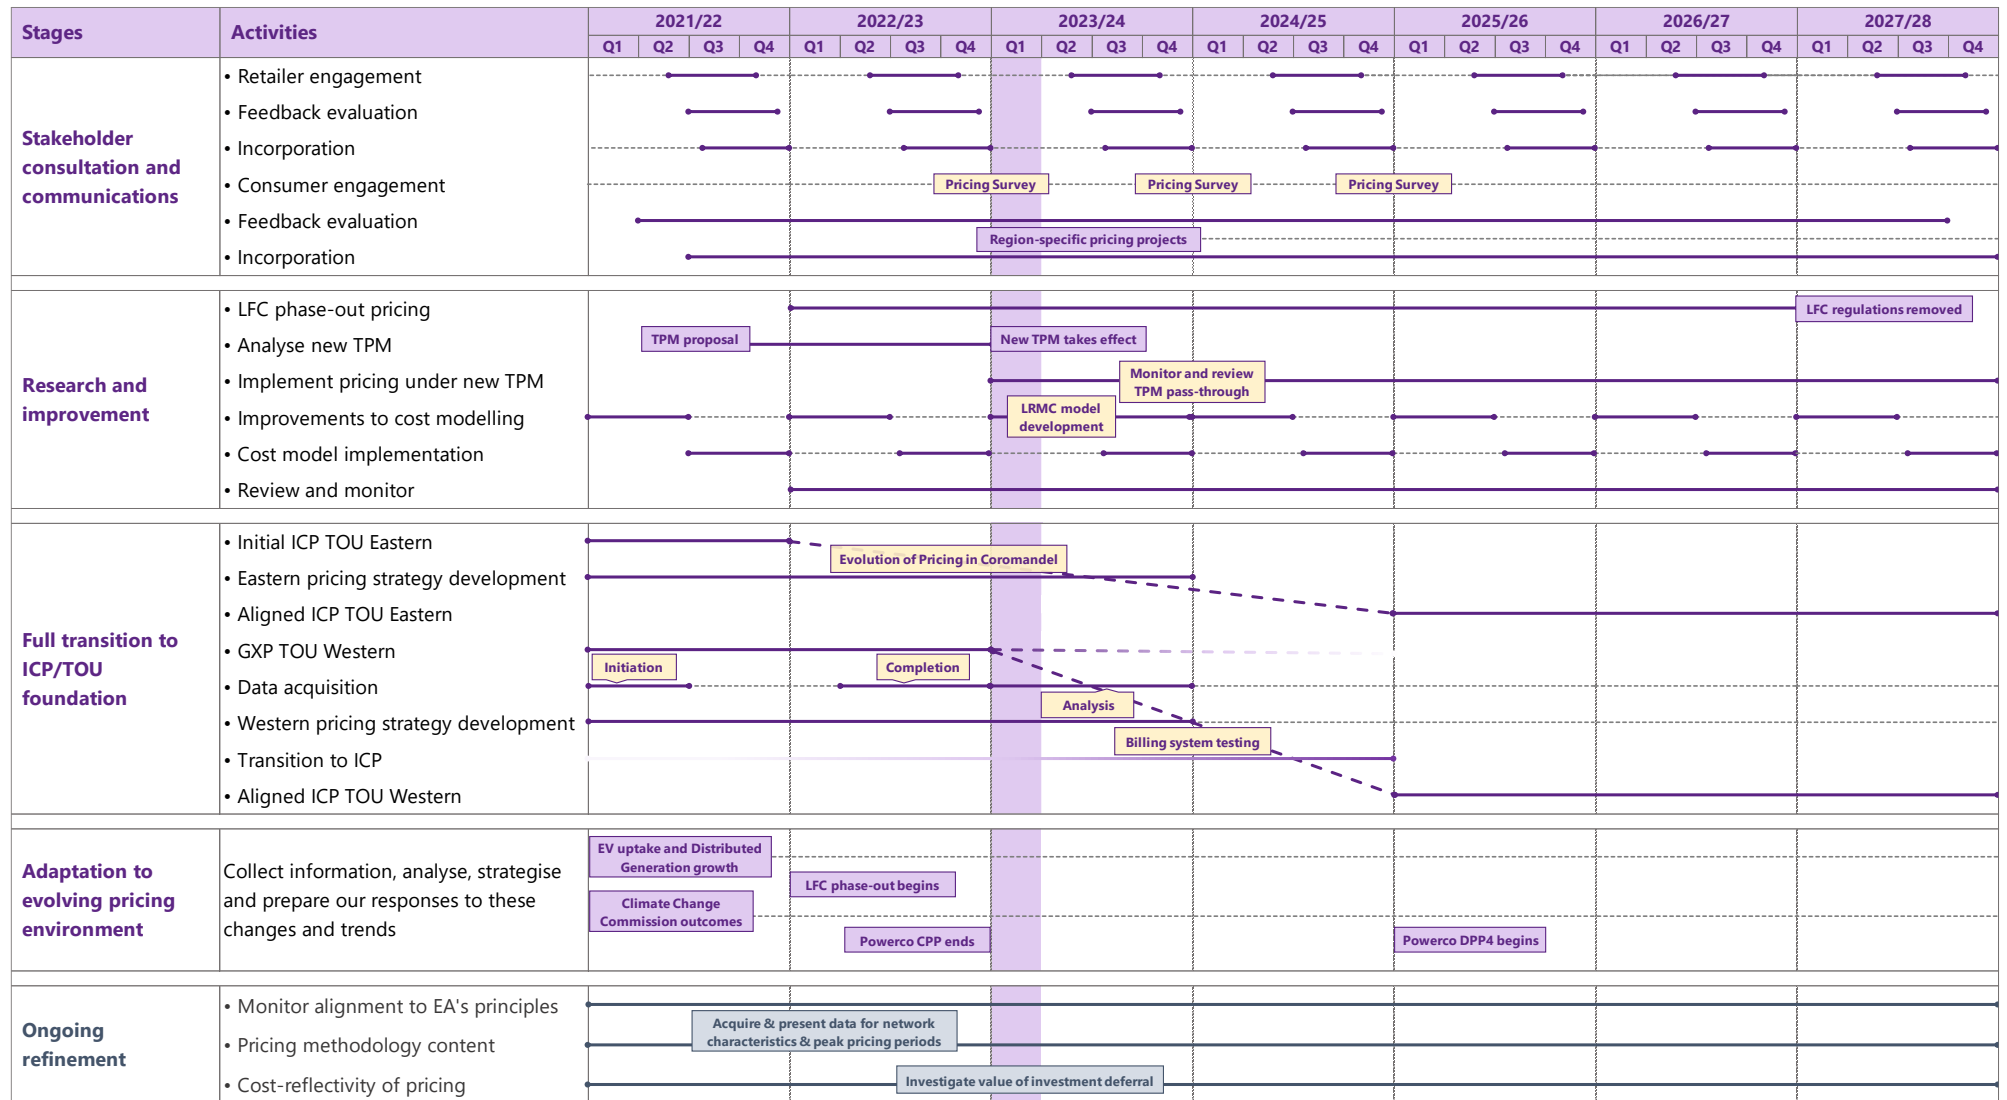 Stages
Activities
2021/22 2022/23 2023/24 2024/25 2025/26 2026/27 2027/28
Q1 Q2 Q3 Q4 Q1 Q2 Q3 Q4 Q1 Q2 Q3 Q4 Q1 Q2 Q3 Q4 Q1 Q2 Q3 Q4 Q1 Q2 Q3 Q4 Q1 Q2 Q3 Q4
Stakeholder
consultation and
communications
• Retailer engagement
• Feedback evaluation
• Incorporation
• Consumer engagement
Pricing Survey
Pricing Survey
Pricing Survey
• Feedback evaluation
Region-specific pricing projects
• Incorporation
Research and
improvement
• LFC phase-out pricing
LFC regulations removed
• Analyse new TPM
TPM proposal
New TPM takes effect
• Implement pricing under new TPM
Monitor and review
TPM pass-through
• Improvements to cost modelling
LRMC model
development
• Cost model implementation
• Review and monitor
Full transition to
ICP/TOU
foundation
• Initial ICP TOU Eastern
Evolution of Pricing in Coromandel
• Eastern pricing strategy development
• Aligned ICP TOU Eastern
• GXP TOU Western
Initiation
Completion
• Data acquisition
Analysis
• Western pricing strategy development
Billing system testing
• Transition to ICP
• Aligned ICP TOU Western
Adaptation to
evolving pricing
environment
Collect information, analyse, strategise
and prepare our responses to these
changes and trends
EV uptake and Distributed
Generation growth
LFC phase-out begins
Climate Change
Commission outcomes
Powerco CPP ends
Powerco DPP4 begins
Ongoing
refinement
• Monitor alignment to EA's principles
Acquire & present data for network
characteristics & peak pricing periods
• Pricing methodology content
• Cost-reflectivity of pricing
Investigate value of investment deferral